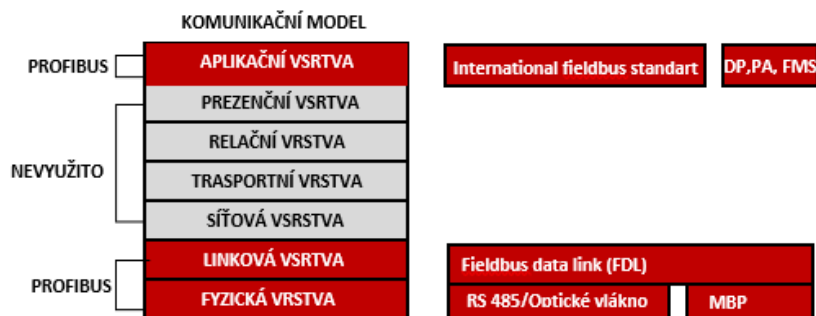 KOMUNIKAČNÍ MODEL
PROFIBUS
APLIKAČNÍ VSRTVA
International fieldbus standart
DP,PA, FMS
PREZENČNÍ VSRTVA
RELAČNÍ VRSTVA
NEVYUŽITO
TRASPORTNÍ VRSTVA
SÍŤOVÁ VSRSTVA
LINKOVÁ VSRTVA
Fieldbus data link (FDL)
PROFIBUS
FYZICKÁ VRSTVA
RS 485/Optické vlákno
MBP